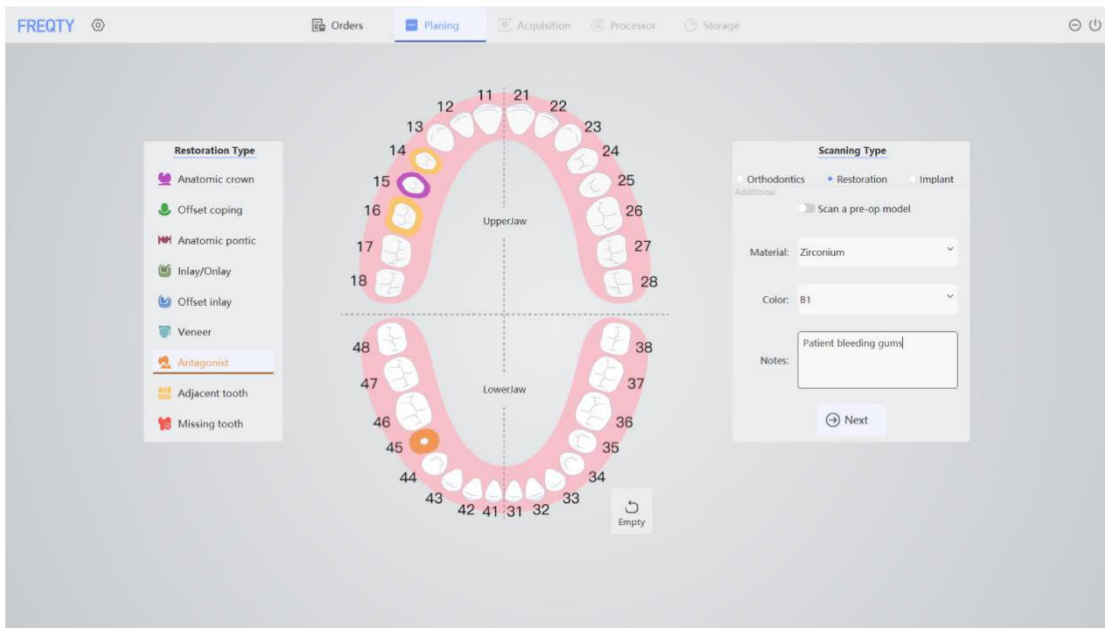 FREQTY
Orders
Planing
Acquisition
Processor
Storage
Restoration Type
Anatomic crown
Offset coping
Anatomic pontic
Inlay/Onlay
Offset inlay
Veneer
Antagonist
Adjacent tooth
Missing tooth
11 21
12 22
13 23
14 24
15 25
16 26
UpperJaw
17 27
18 28
48 38
47 37
LowerJaw
46 36
45 35
44 34
43 33
42 41 31 32
Empty
Scanning Type
Orthodontics Restoration Implant
Additional
Scan a pre-op model
Material: Zirconium
Color: B1
Notes: Patient bleeding gums
Next